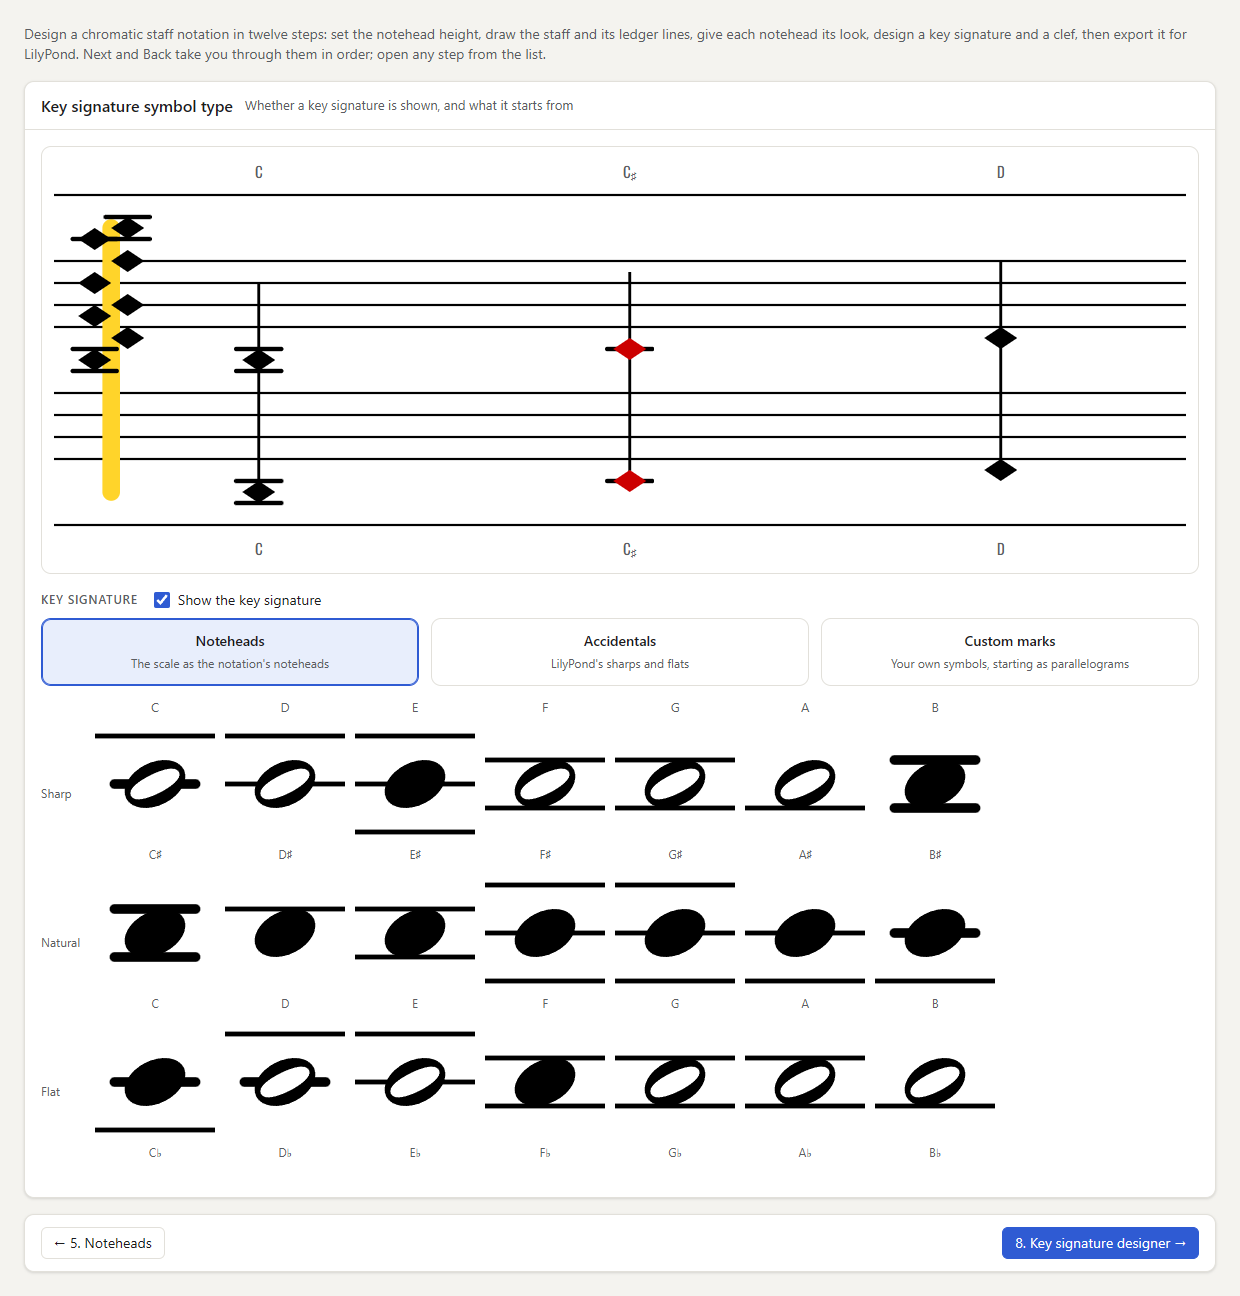 Design a chromatic staff notation in twelve steps: set the notehead height, draw the staff and its ledger lines, give each notehead its look, design a key signature and a clef, then export it for
LilyPond. Next and Back take you through them in order; open any step from the list.
Key signature symbol type Whether a key signature is shown, and what it starts from
C C♯ D
C C♯ D
KEY SIGNATURE Show the key signature
Noteheads Accidentals Custom marks
The scale as the notation's noteheads LilyPond's sharps and flats Your own symbols, starting as parallelograms
C D E F G A B
Sharp
C♯ D♯ E♯ F♯ G♯ A♯ B♯
Natural
C D E F G A B
Flat
C♭ D♭ E♭ F♭ G♭ A♭ B♭
← 5. Noteheads 8. Key signature designer →